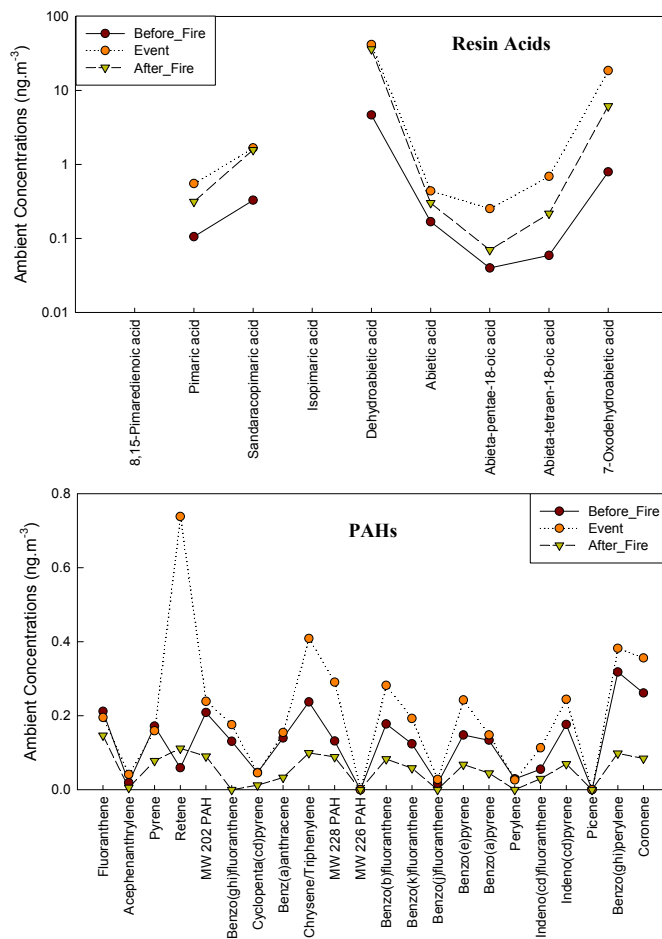 Resin Acids
Before_Fire
Event
After_Fire
Ambient Concentrations (ng.m-3)
100
10
1
0.1
0.01
8,15-Pimaredienoic acid
Pimaric acid
Sandaracopimaric acid
Isopimaric acid
Dehydroabietic acid
Abietic acid
Abieta-pentae-18-oic acid
Abieta-tetraen-18-oic acid
7-Oxodehydroabietic acid
PAHs
Before_Fire
Event
After_Fire
Ambient Concentrations (ng.m-3)
0.8
0.6
0.4
0.2
0.0
Fluoranthene
Acephenanthrylene
Pyrene
Retene
MW 202 PAH
Benzo(ghi)fluoranthene
Cyclopenta(cd)pyrene
Benz(a)anthracene
Chrysene/Triphenylene
MW 228 PAH
MW 226 PAH
Benzo(b)fluoranthene
Benzo(k)fluoranthene
Benzo(j)fluoranthene
Benzo(e)pyrene
Benzo(a)pyrene
Perylene
Indeno(cd)fluoranthene
Indeno(cd)pyrene
Picene
Benzo(ghi)perylene
Coronene